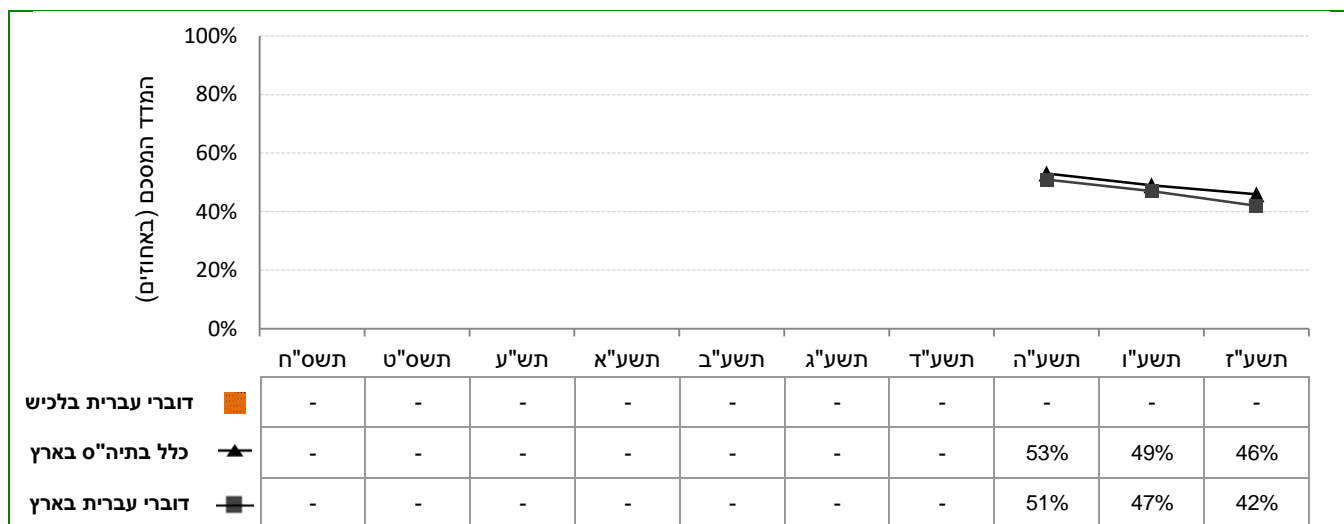 100%
80%
60%
40%
20%
0%
המדד המסכם (באחוזים)
תשס"ח תשס"ט תש"ע תשע"א תשע"ב תשע"ג תשע"ד תשע"ה תשע"ו תשע"ז
דוברי עברית בלכיש - - - - - - - - - -
כלל בתיה"ס בארץ - - - - - - - 53% 49% 46%
דוברי עברית בארץ - - - - - - - 51% 47% 42%